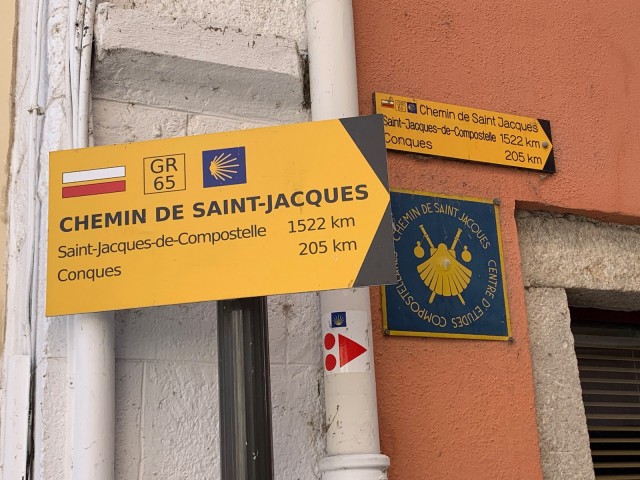 GR
65
CHEMIN DE SAINT-JACQUES
Saint-Jacques-de-Compostelle 1522 km
Conques 205 km
Chemin de Saint Jacques
Saint-Jacques-de-Compostelle 1522 km
Conques 205 km
CHEMIN DE SAINT JACQUES
CENTRE D'ETUDES COMPOSTELLANES